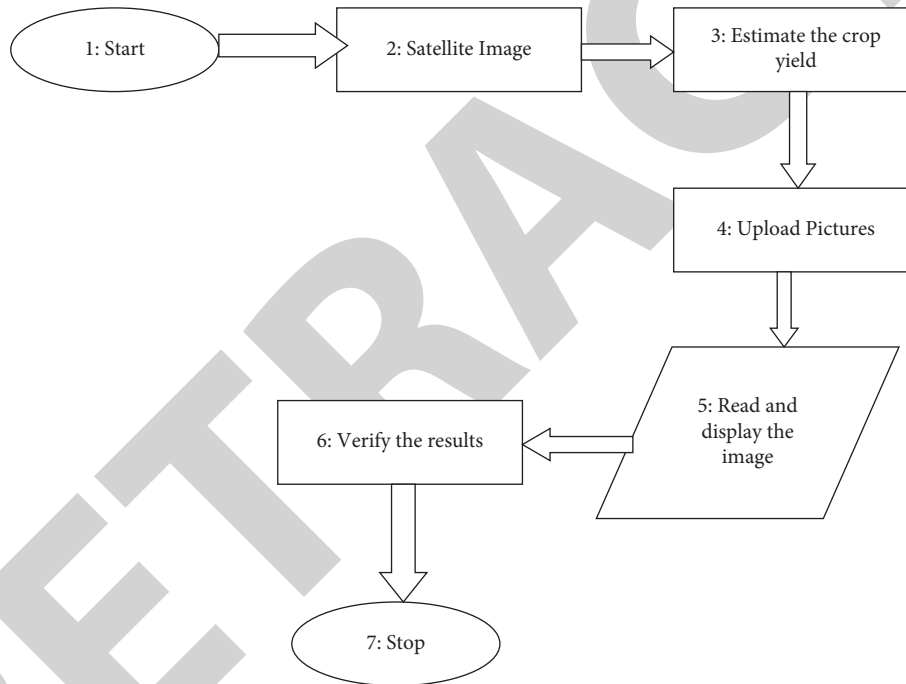 1: Start
2: Satellite Image
3: Estimate the crop
yield
4: Upload Pictures
5: Read and
display the
image
6: Verify the results
7: Stop
ETRAC